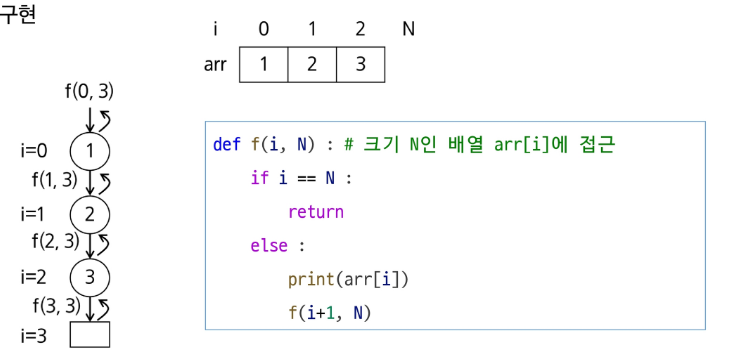 구현
i 0 1 2 N
arr 1 2 3
f(0, 3)
i=0 1
f(1, 3)
i=1 2
f(2, 3)
i=2 3
f(3, 3)
i=3
def f(i, N) : # 크기 N인 배열 arr[i]에 접근
if i == N :
return
else :
print(arr[i])
f(i+1, N)